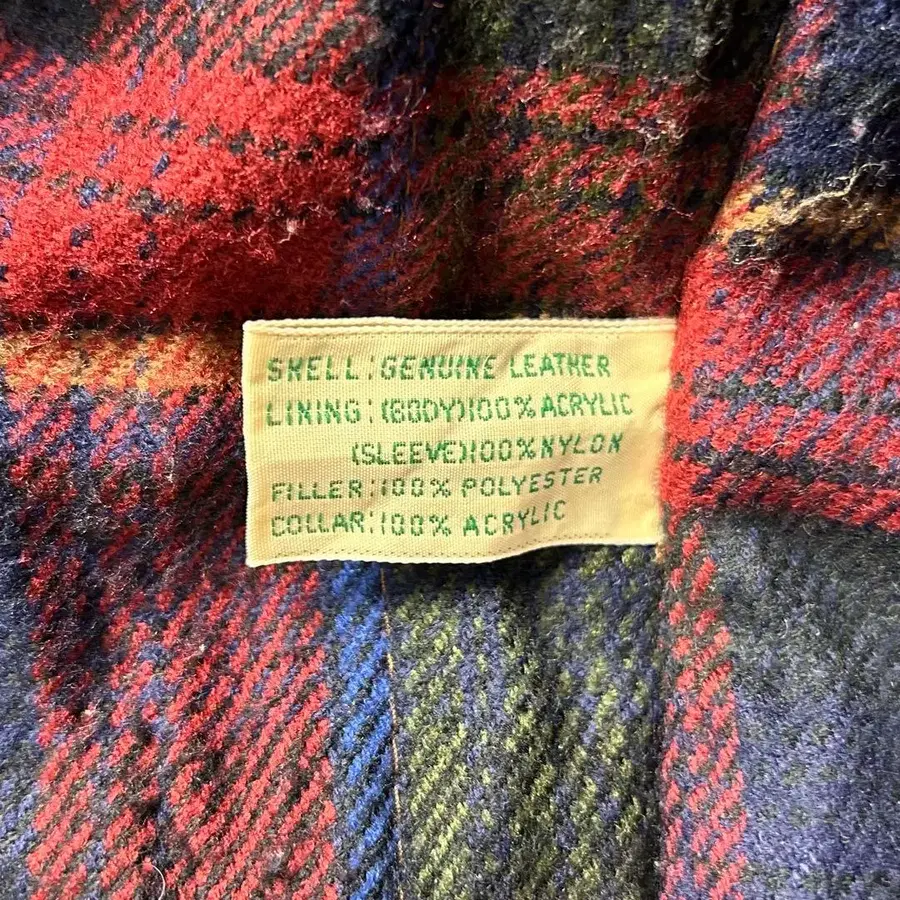 SHELL: GENUINE LEATHER
LINING: (BODY)100% ACRYLIC
(SLEEVE)100% NYLON
FILLER: 100% POLYESTER
COLLAR: 100% ACRYLIC